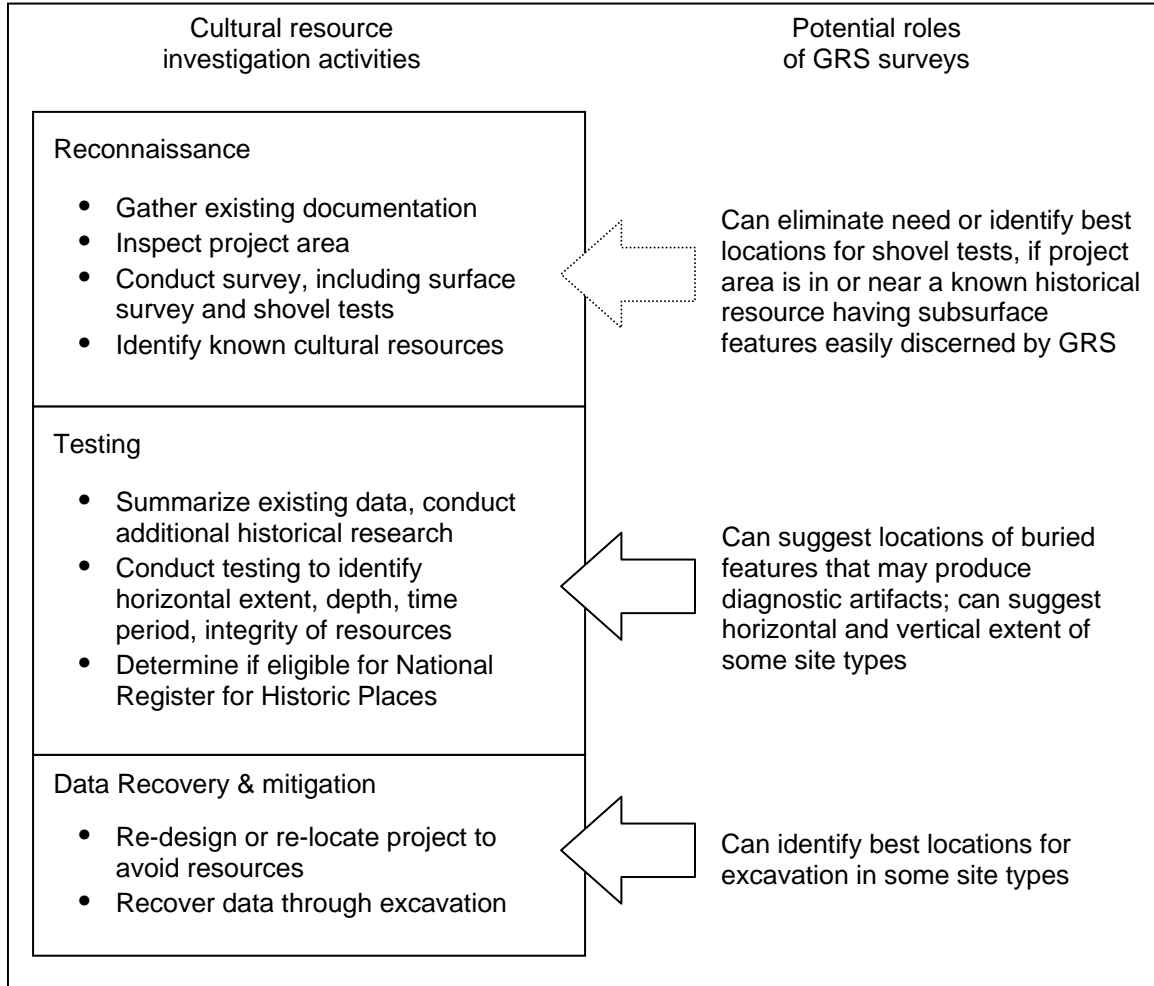 Cultural resource
investigation activities
Potential roles
of GRS surveys
Reconnaissance
• Gather existing documentation
• Inspect project area
• Conduct survey, including surface
survey and shovel tests
• Identify known cultural resources
Can eliminate need or identify best
locations for shovel tests, if project
area is in or near a known historical
resource having subsurface
features easily discerned by GRS
Testing
• Summarize existing data, conduct
additional historical research
• Conduct testing to identify
horizontal extent, depth, time
period, integrity of resources
• Determine if eligible for National
Register for Historic Places
Can suggest locations of buried
features that may produce
diagnostic artifacts; can suggest
horizontal and vertical extent of
some site types
Data Recovery & mitigation
• Re-design or re-locate project to
avoid resources
• Recover data through excavation
Can identify best locations for
excavation in some site types